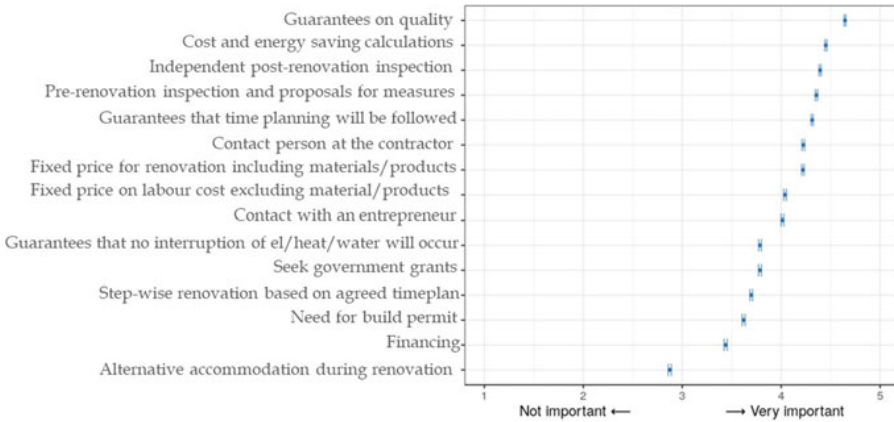 Guarantees on quality
Cost and energy saving calculations
Independent post-renovation inspection
Pre-renovation inspection and proposals for measures
Guarantees that time planning will be followed
Contact person at the contractor
Fixed price for renovation including materials/products
Fixed price on labour cost excluding material/products
Contact with an entrepreneur
Guarantees that no interruption of el/heat/water will occur
Seek government grants
Step-wise renovation based on agreed timeplan
Need for build permit
Financing
Alternative accommodation during renovation
1 2 3 4 5
Not important ← → Very important